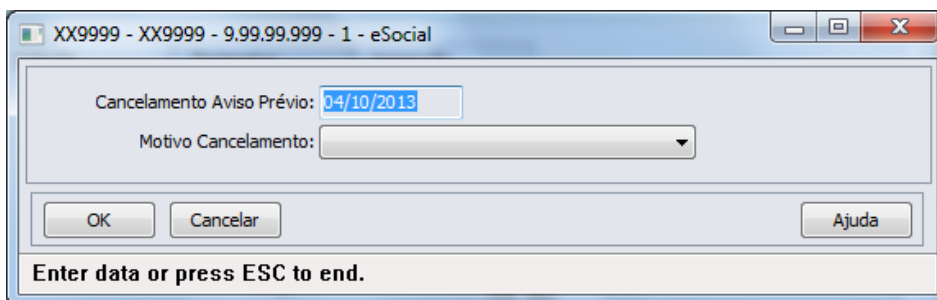 XX9999 - XX9999 - 9.99.99.999 - 1 - eSocial
Cancelamento Aviso Prévio: 04/10/2013
Motivo Cancelamento:
OK Cancelar Ajuda
Enter data or press ESC to end.